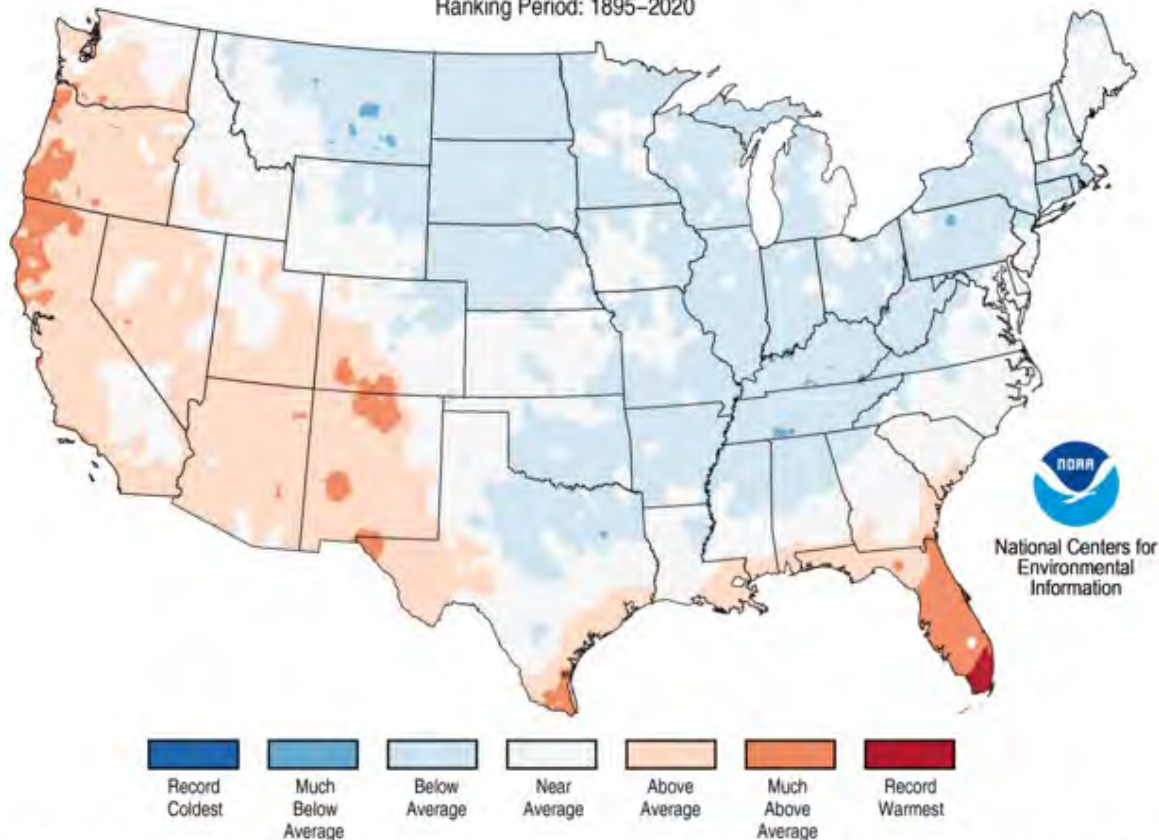 Ranking Period: 1895–2020
NOAA
National Centers for
Environmental
Information
Record
Coldest
Much
Below
Average
Below
Average
Near
Average
Above
Average
Much
Above
Average
Record
Warmest